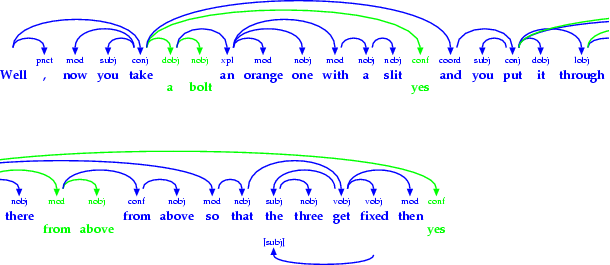 pnct mod subj conj dobj nobj xpl mod nobj mod nobj nobj conf coord subj conj dobj lobj
Well , now you take an orange one with a slit and you put it through
a bolt yes
nobj mod nobj conf nobj mod nobj subj nobj vobj vobj mod conf
there from above so that the three get fixed then
from above yes
[subj]